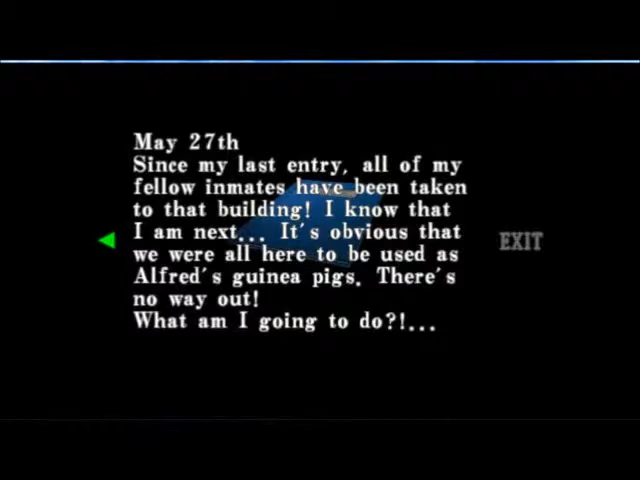 May 27th
Since my last entry, all of my
fellow inmates have been taken
to that building! I know that
I am next... It's obvious that
we were all here to be used as
Alfred's guinea pigs. There's
no way out!
What am I going to do?!...
EXIT